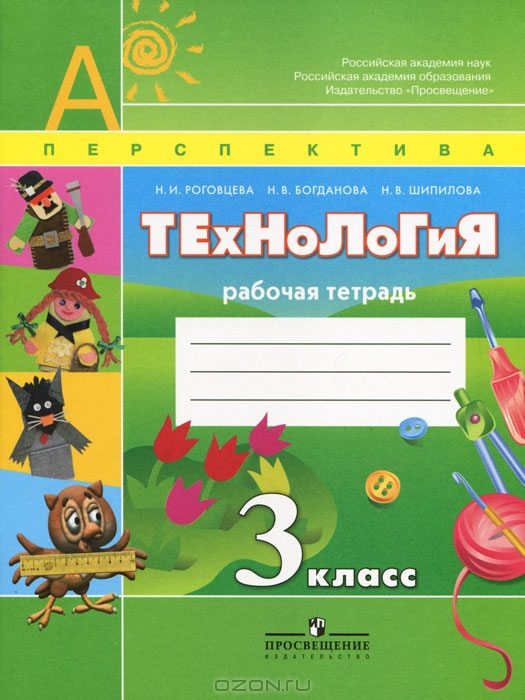 А
Российская академия наук
Российская академия образования
Издательство «Просвещение»
ПЕРСПЕКТИВА
Н. И. РОГОВЦЕВА Н. В. БОГДАНОВА Н. В. ШИПИЛОВА
ТЕхНоЛоГиЯ
рабочая тетрадь
3 класс
ПРОСВЕЩЕНИЕ
ИЗДАТЕЛЬСТВО
ozon.ru